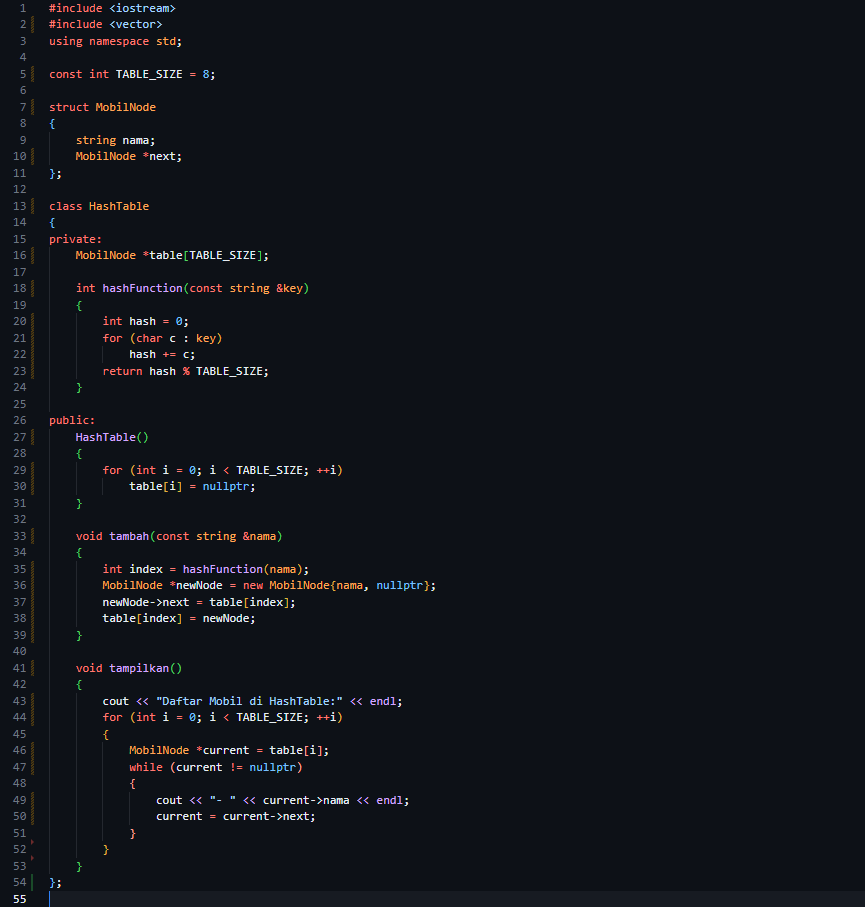 1 #include <iostream>
2 #include <vector>
3 using namespace std;
4
5 const int TABLE_SIZE = 8;
6
7 struct MobilNode
8 {
9     string nama;
10     MobilNode *next;
11 };
12
13 class HashTable
14 {
15 private:
16     MobilNode *table[TABLE_SIZE];
17
18     int hashFunction(const string &key)
19     {
20         int hash = 0;
21         for (char c : key)
22             hash += c;
23         return hash % TABLE_SIZE;
24     }
25
26 public:
27     HashTable()
28     {
29         for (int i = 0; i < TABLE_SIZE; ++i)
30             table[i] = nullptr;
31     }
32
33     void tambah(const string &nama)
34     {
35         int index = hashFunction(nama);
36         MobilNode *newNode = new MobilNode{nama, nullptr};
37         newNode->next = table[index];
38         table[index] = newNode;
39     }
40
41     void tampilkan()
42     {
43         cout << "Daftar Mobil di HashTable:" << endl;
44         for (int i = 0; i < TABLE_SIZE; ++i)
45         {
46             MobilNode *current = table[i];
47             while (current != nullptr)
48             {
49                 cout << "- " << current->nama << endl;
50                 current = current->next;
51             }
52         }
53     }
54 };
55